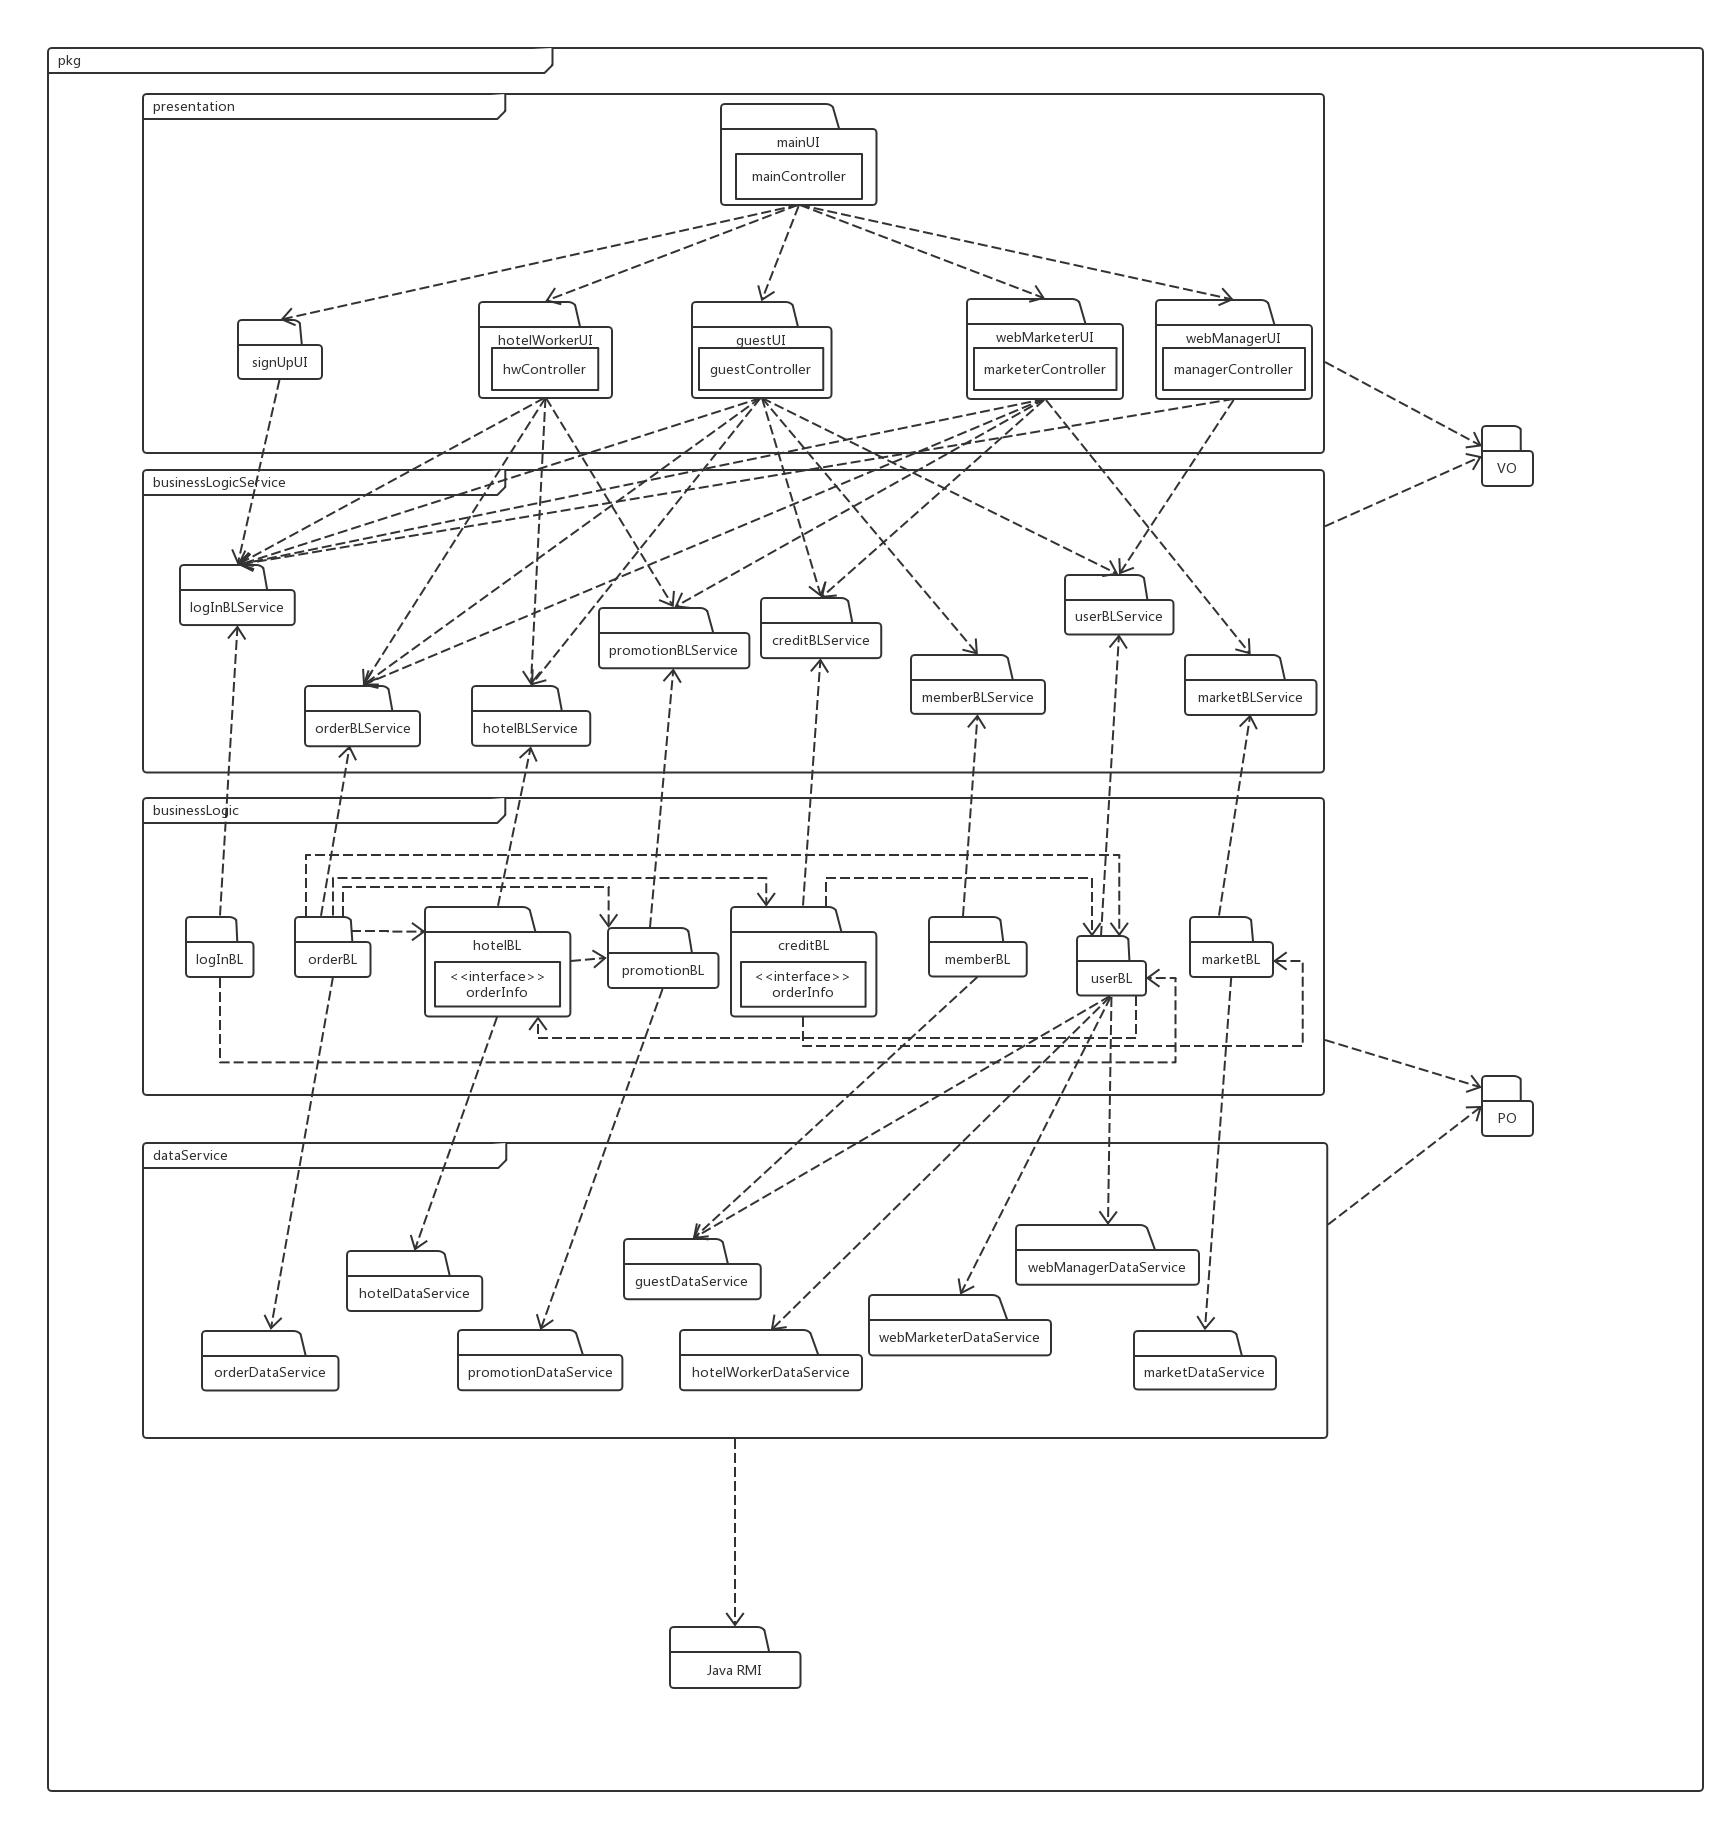 pkg
presentation
mainUI
mainController
signUpUI
hotelWorkerUI
hwController
guestUI
guestController
webMarketerUI
marketerController
webManagerUI
managerController
VO
businessLogicService
logInBLService
orderBLService
hotelBLService
promotionBLService
creditBLService
memberBLService
userBLService
marketBLService
businessLogic
logInBL
orderBL
hotelBL
<<interface>>
orderInfo
promotionBL
creditBL
<<interface>>
orderInfo
memberBL
userBL
marketBL
PO
dataService
orderDataService
hotelDataService
promotionDataService
guestDataService
hotelWorkerDataService
webMarketerDataService
webManagerDataService
marketDataService
Java RMI